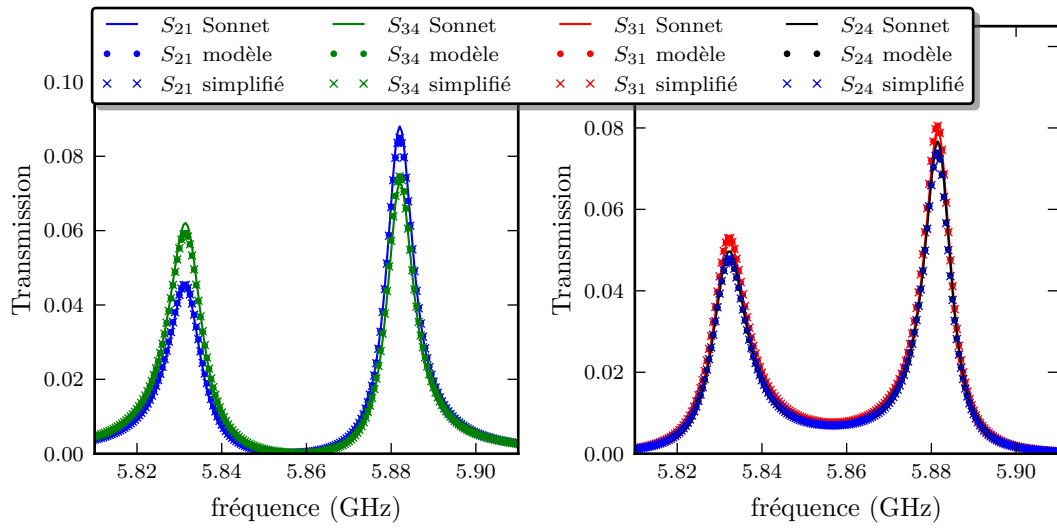 S21 Sonnet S34 Sonnet S31 Sonnet S24 Sonnet
S21 modèle S34 modèle S31 modèle S24 modèle
S21 simplifié S34 simplifié S31 simplifié S24 simplifié
0.10
0.08
0.06
0.04
0.02
0.00
Transmission
5.82 5.84 5.86 5.88 5.90
fréquence (GHz)
0.08
0.06
0.04
0.02
0.00
Transmission
5.82 5.84 5.86 5.88 5.90
fréquence (GHz)